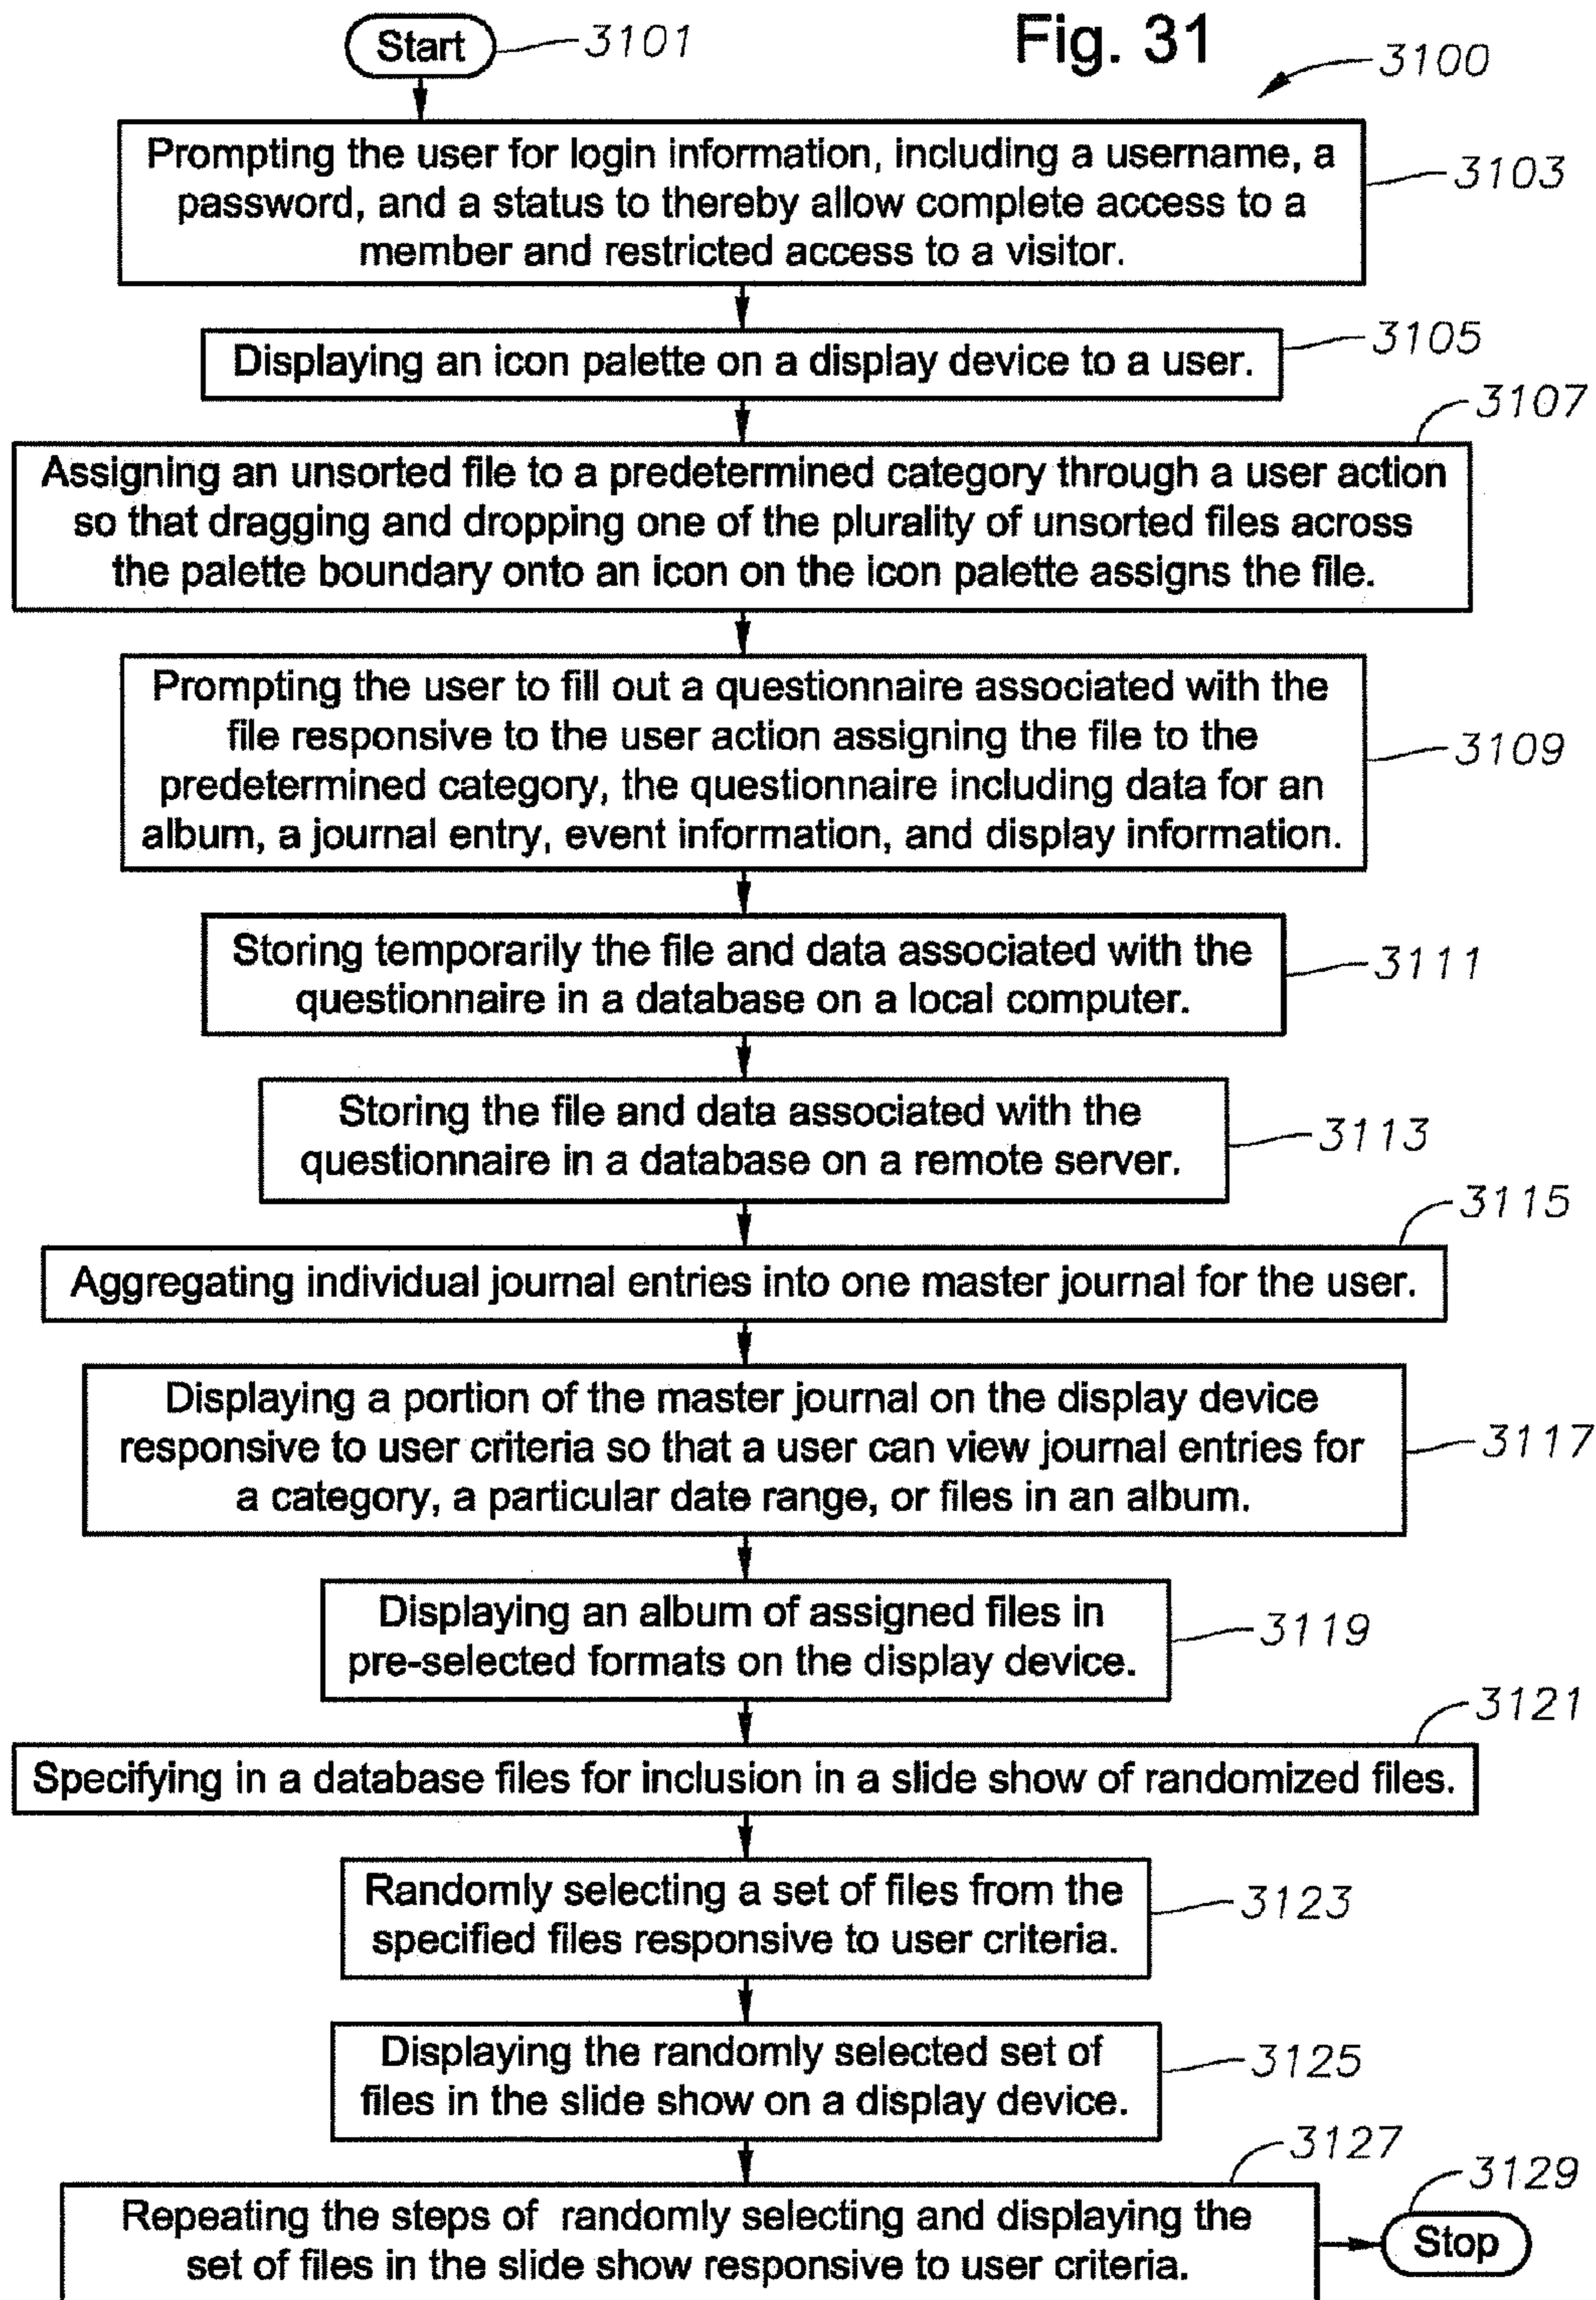 Fig. 31
3100
Start
3101
Prompting the user for login information, including a username, a
password, and a status to thereby allow complete access to a
member and restricted access to a visitor.
3103
Displaying an icon palette on a display device to a user.
3105
3107
Assigning an unsorted file to a predetermined category through a user action
so that dragging and dropping one of the plurality of unsorted files across
the palette boundary onto an icon on the icon palette assigns the file.
Prompting the user to fill out a questionnaire associated with the
file responsive to the user action assigning the file to the
predetermined category, the questionnaire including data for an
album, a journal entry, event information, and display information.
3109
Storing temporarily the file and data associated with the
questionnaire in a database on a local computer.
3111
Storing the file and data associated with the
questionnaire in a database on a remote server.
3113
3115
Aggregating individual journal entries into one master journal for the user.
Displaying a portion of the master journal on the display device
responsive to user criteria so that a user can view journal entries for
a category, a particular date range, or files in an album.
3117
Displaying an album of assigned files in
pre-selected formats on the display device.
3119
3121
Specifying in a database files for inclusion in a slide show of randomized files.
Randomly selecting a set of files from the
specified files responsive to user criteria.
3123
Displaying the randomly selected set of
files in the slide show on a display device.
3125
3127
Repeating the steps of randomly selecting and displaying the
set of files in the slide show responsive to user criteria.
3129
Stop